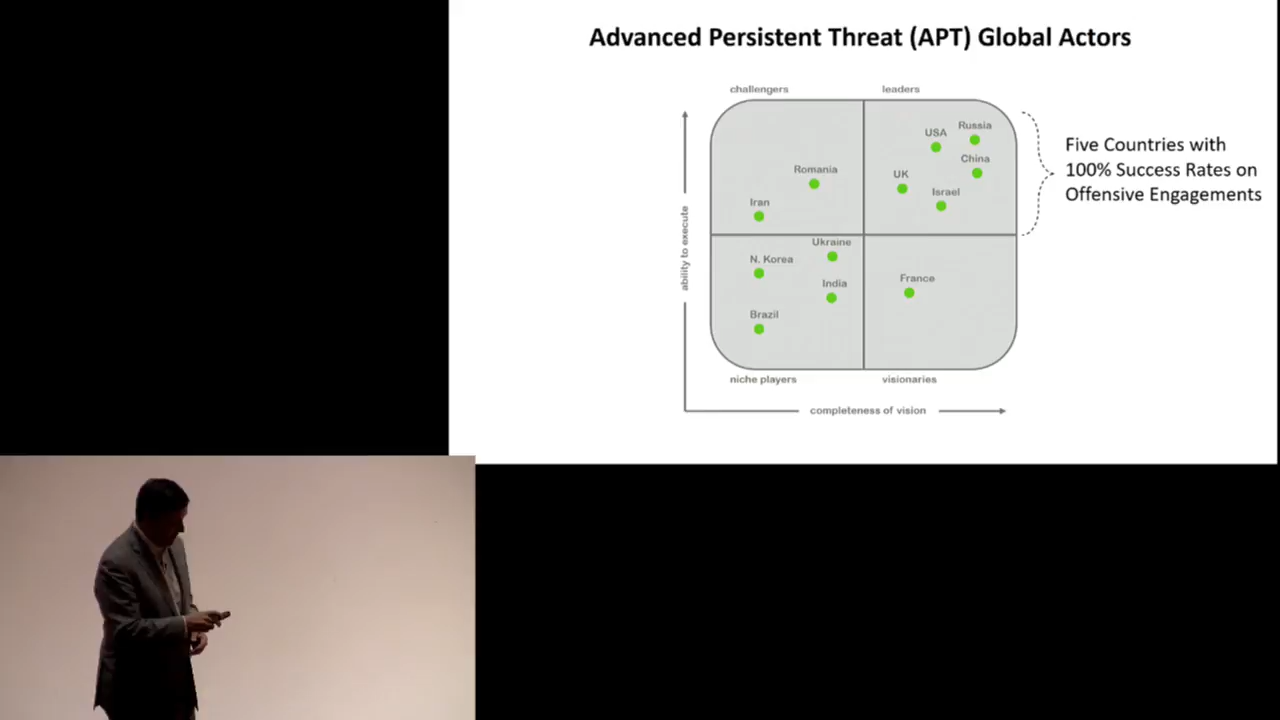 Advanced Persistent Threat (APT) Global Actors
challengers
leaders
Russia
USA
China
Romania
UK
Israel
Iran
Five Countries with
100% Success Rates on
Offensive Engagements
ability to execute
Ukraine
N. Korea
France
India
Brazil
niche players
visionaries
completeness of vision